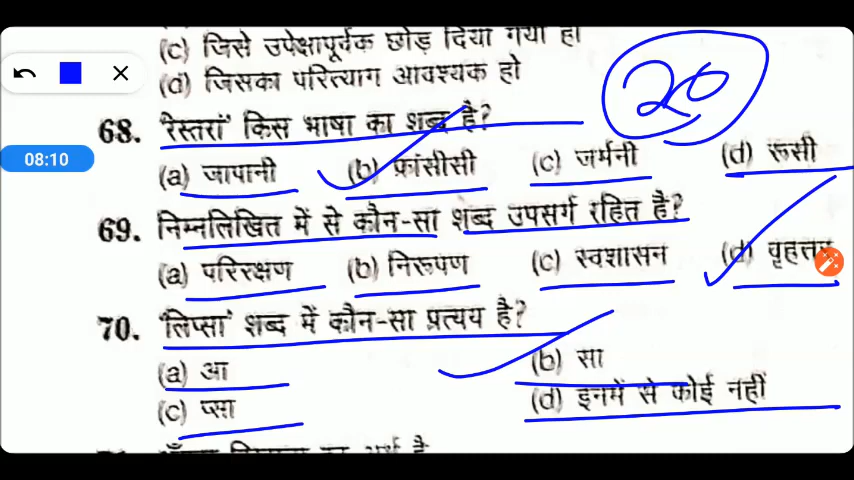 (c) जिसे उपेक्षापूर्वक छोड़ दिया गया हो
(d) जिसका परित्याग आवश्यक हो
20
68. 'रेस्तरां' किस भाषा का शब्द है?
08:10
(a) जापानी (b) फ्रांसीसी (c) जर्मनी (d) रूसी
69. निम्नलिखित में से कौन-सा शब्द उपसर्ग रहित है?
(a) परिरक्षण (b) निरूपण (c) स्वशासन (d)
70. 'लिप्सा' शब्द में कौन-सा प्रत्यय है?
(a) आ (b) सा
(c) प्सा (d) इनमें से कोई नहीं